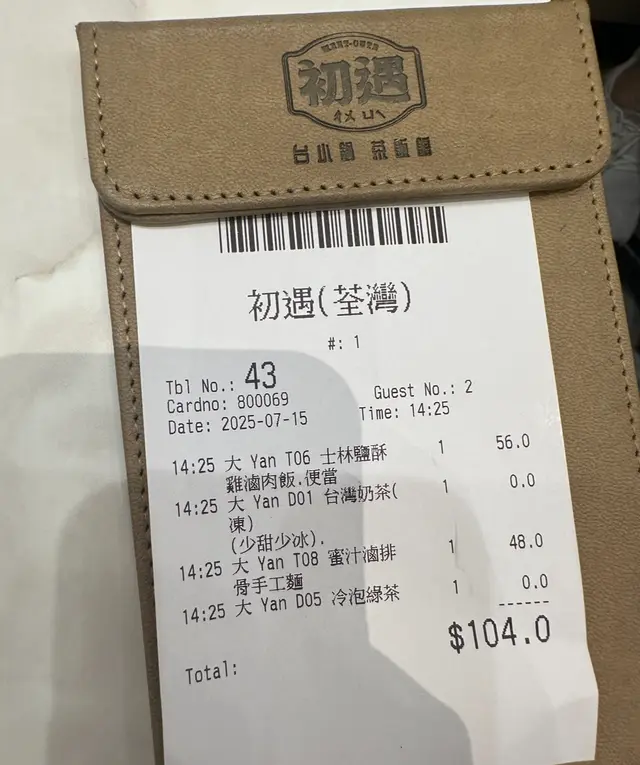 初遇
台小館 茶飯麵
初遇(荃灣)
#: 1
Tbl No.: 43
Cardno: 800069 Guest No.: 2
Date: 2025-07-15 Time: 14:25
14:25 大 Yan T06 士林鹽酥 1 56.0
雞滷肉飯.便當
14:25 大 Yan D01 台灣奶茶( 1 0.0
凍)
(少甜少冰).
14:25 大 Yan T08 蜜汁滷排 1 48.0
骨手工麵
14:25 大 Yan D05 冷泡綠茶 1 0.0
------
$104.0
Total: